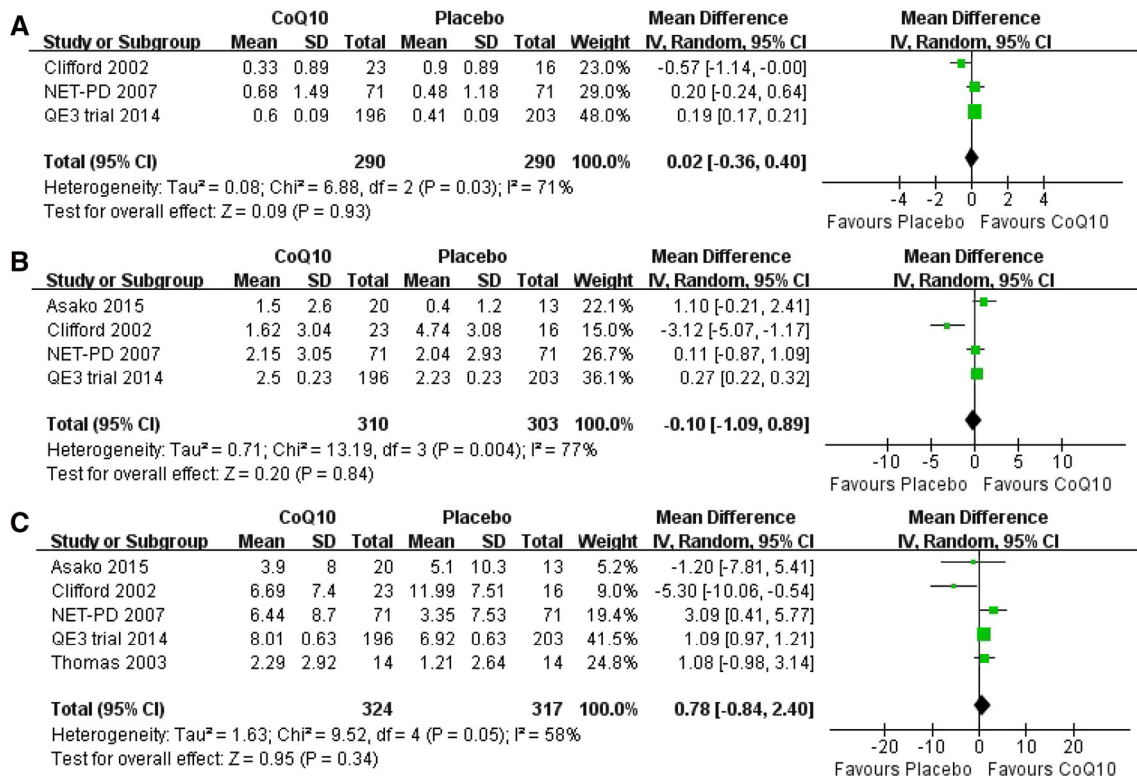 A
CoQ10 Placebo Mean Difference Mean Difference
Study or Subgroup Mean SD Total Mean SD Total Weight IV, Random, 95% CI IV, Random, 95% CI
Clifford 2002 0.33 0.89 23 0.9 0.89 16 23.0% -0.57 [-1.14, -0.00]
NET-PD 2007 0.68 1.49 71 0.48 1.18 71 29.0% 0.20 [-0.24, 0.64]
QE3 trial 2014 0.6 0.09 196 0.41 0.09 203 48.0% 0.19 [0.17, 0.21]
Total (95% CI) 290 290 100.0% 0.02 [-0.36, 0.40]
Heterogeneity: Tau² = 0.08; Chi² = 6.88, df = 2 (P = 0.03); I² = 71%
Test for overall effect: Z = 0.09 (P = 0.93)
-4 -2 0 2 4
Favours Placebo Favours CoQ10
B
CoQ10 Placebo Mean Difference Mean Difference
Study or Subgroup Mean SD Total Mean SD Total Weight IV, Random, 95% CI IV, Random, 95% CI
Asako 2015 1.5 2.6 20 0.4 1.2 13 22.1% 1.10 [-0.21, 2.41]
Clifford 2002 1.62 3.04 23 4.74 3.08 16 15.0% -3.12 [-5.07, -1.17]
NET-PD 2007 2.15 3.05 71 2.04 2.93 71 26.7% 0.11 [-0.87, 1.09]
QE3 trial 2014 2.5 0.23 196 2.23 0.23 203 36.1% 0.27 [0.22, 0.32]
Total (95% CI) 310 303 100.0% -0.10 [-1.09, 0.89]
Heterogeneity: Tau² = 0.71; Chi² = 13.19, df = 3 (P = 0.004); I² = 77%
Test for overall effect: Z = 0.20 (P = 0.84)
-10 -5 0 5 10
Favours Placebo Favours CoQ10
C
CoQ10 Placebo Mean Difference Mean Difference
Study or Subgroup Mean SD Total Mean SD Total Weight IV, Random, 95% CI IV, Random, 95% CI
Asako 2015 3.9 8 20 5.1 10.3 13 5.2% -1.20 [-7.81, 5.41]
Clifford 2002 6.69 7.4 23 11.99 7.51 16 9.0% -5.30 [-10.06, -0.54]
NET-PD 2007 6.44 8.7 71 3.35 7.53 71 19.4% 3.09 [0.41, 5.77]
QE3 trial 2014 8.01 0.63 196 6.92 0.63 203 41.5% 1.09 [0.97, 1.21]
Thomas 2003 2.29 2.92 14 1.21 2.64 14 24.8% 1.08 [-0.98, 3.14]
Total (95% CI) 324 317 100.0% 0.78 [-0.84, 2.40]
Heterogeneity: Tau² = 1.63; Chi² = 9.52, df = 4 (P = 0.05); I² = 58%
Test for overall effect: Z = 0.95 (P = 0.34)
-20 -10 0 10 20
Favours Placebo Favours CoQ10